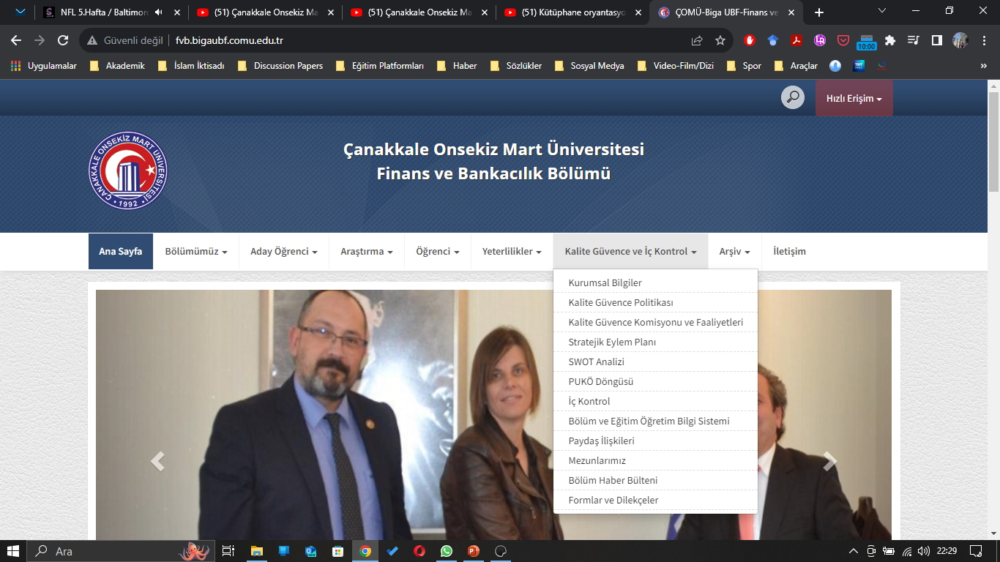 NFL 5.Hafta / Baltimore
(51) Çanakkale Onsekiz Ma
(51) Çanakkale Onsekiz Ma
(51) Kütüphane oryantasyo
ÇOMÜ-Biga UBF-Finans ve
Güvenli değil
fvb.bigaubf.comu.edu.tr
10:00
Uygulamalar
Akademik
İslam İktisadı
Discussion Papers
Eğitim Platformları
Haber
Sözlükler
Sosyal Medya
Video-Film/Dizi
Spor
Araçlar
Hızlı Erişim
ÇANAKKALE ONSEKİZ MART ÜNİVERSİTESİ
• 1992 •
Çanakkale Onsekiz Mart Üniversitesi
Finans ve Bankacılık Bölümü
Ana Sayfa
Bölümümüz
Aday Öğrenci
Araştırma
Öğrenci
Yeterlilikler
Kalite Güvence ve İç Kontrol
Arşiv
İletişim
Kurumsal Bilgiler
Kalite Güvence Politikası
Kalite Güvence Komisyonu ve Faaliyetleri
Stratejik Eylem Planı
SWOT Analizi
PUKÖ Döngüsü
İç Kontrol
Bölüm ve Eğitim Öğretim Bilgi Sistemi
Paydaş İlişkileri
Mezunlarımız
Bölüm Haber Bülteni
Formlar ve Dilekçeler
Ara
22:29